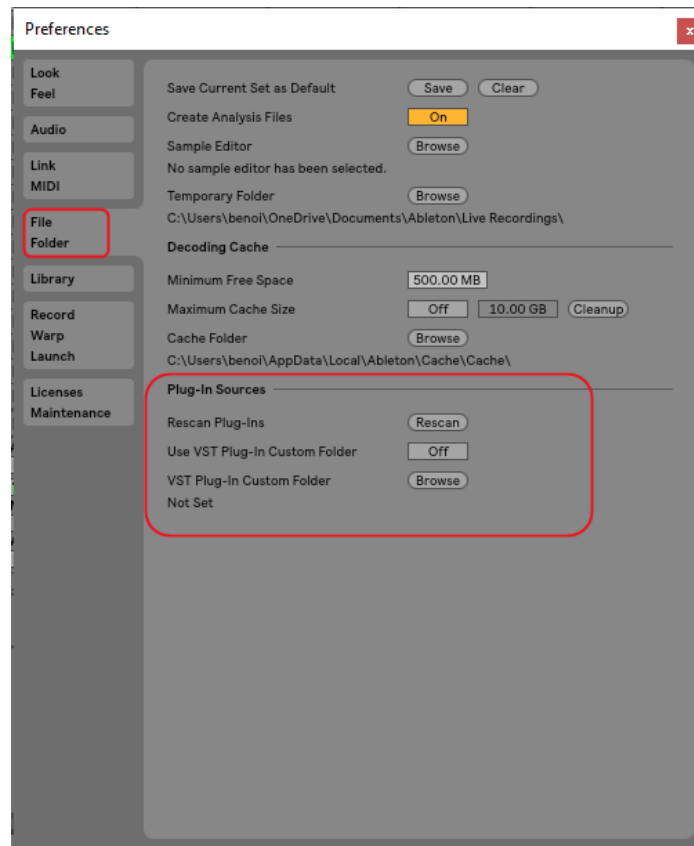 Preferences
x
Look
Feel
Audio
Link
MIDI
File
Folder
Library
Record
Warp
Launch
Licenses
Maintenance
Save Current Set as Default Save Clear
Create Analysis Files On
Sample Editor Browse
No sample editor has been selected.
Temporary Folder Browse
C:\Users\benoi\OneDrive\Documents\Ableton\Live Recordings\
Decoding Cache
Minimum Free Space 500.00 MB
Maximum Cache Size Off 10.00 GB Cleanup
Cache Folder Browse
C:\Users\benoi\AppData\Local\Ableton\Cache\Cache\
Plug-In Sources
Rescan Plug-Ins Rescan
Use VST Plug-In Custom Folder Off
VST Plug-In Custom Folder Browse
Not Set